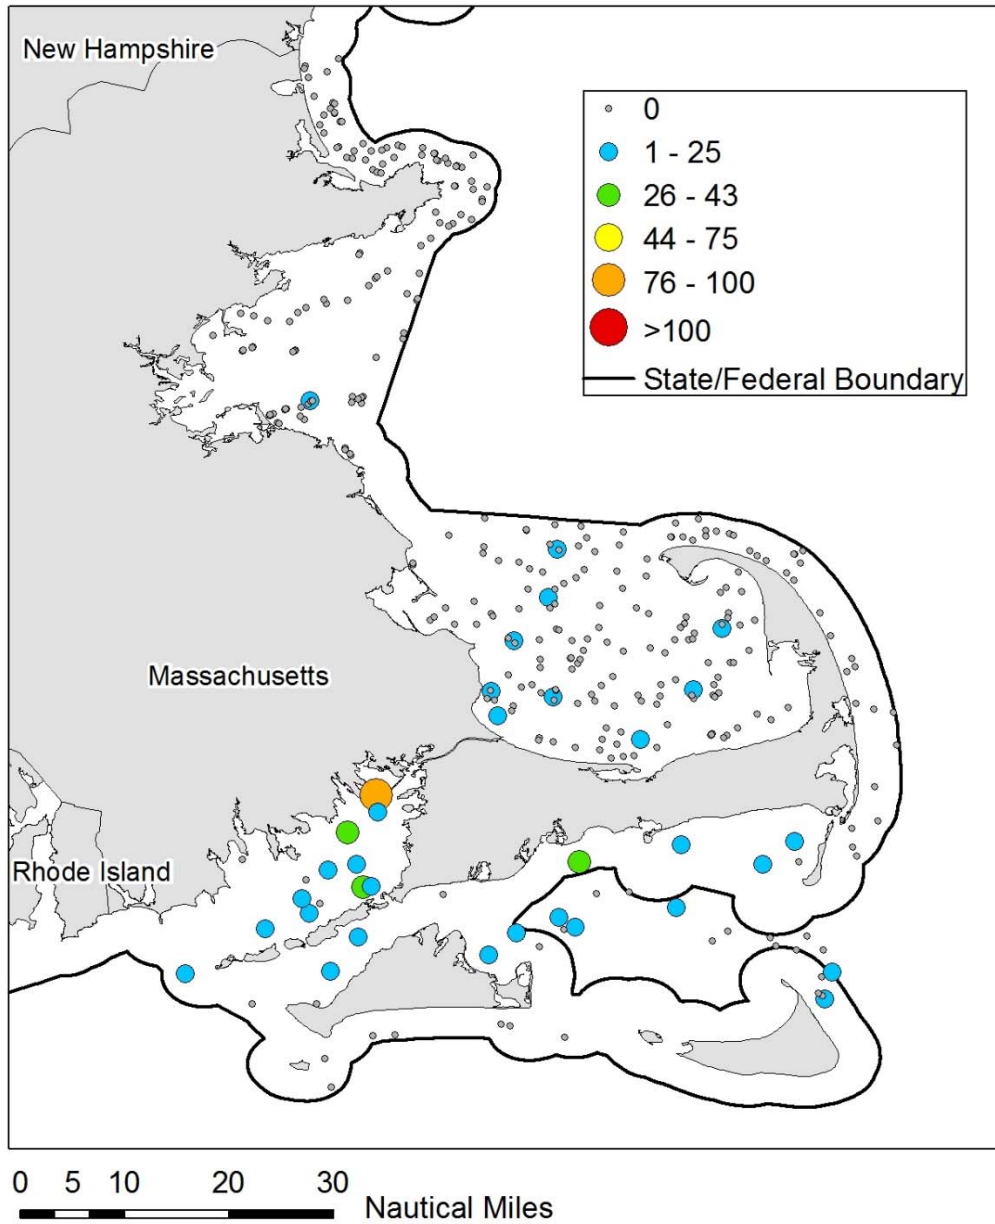 New Hampshire
0
1 - 25
26 - 43
44 - 75
76 - 100
>100
State/Federal Boundary
Massachusetts
Rhode Island
0 5 10 20 30
Nautical Miles